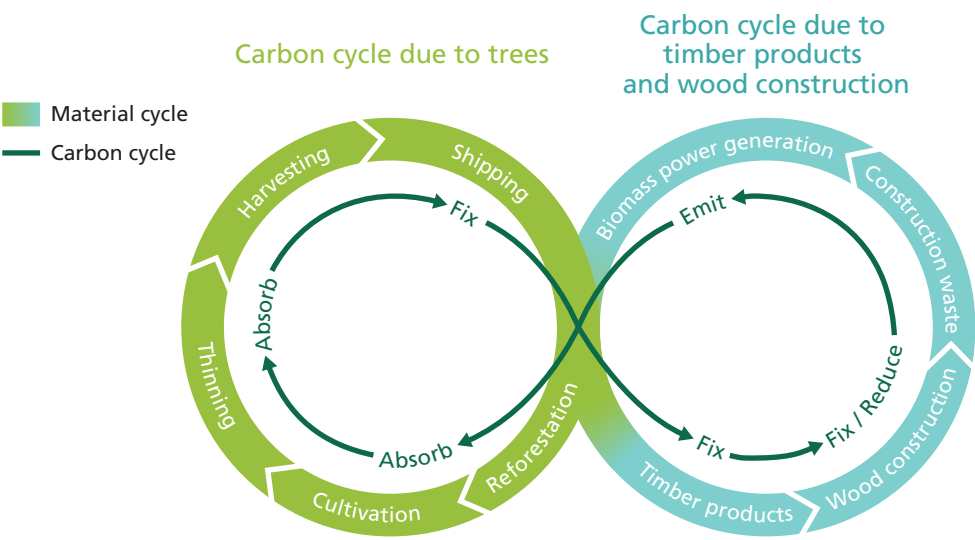 Carbon cycle due to trees
Carbon cycle due to
timber products
and wood construction
Material cycle
Carbon cycle
Harvesting
Shipping
Thinning
Cultivation
Reforestation
Absorb
Fix
Absorb
Biomass power generation
Construction waste
Wood construction
Timber products
Emit
Fix / Reduce
Fix